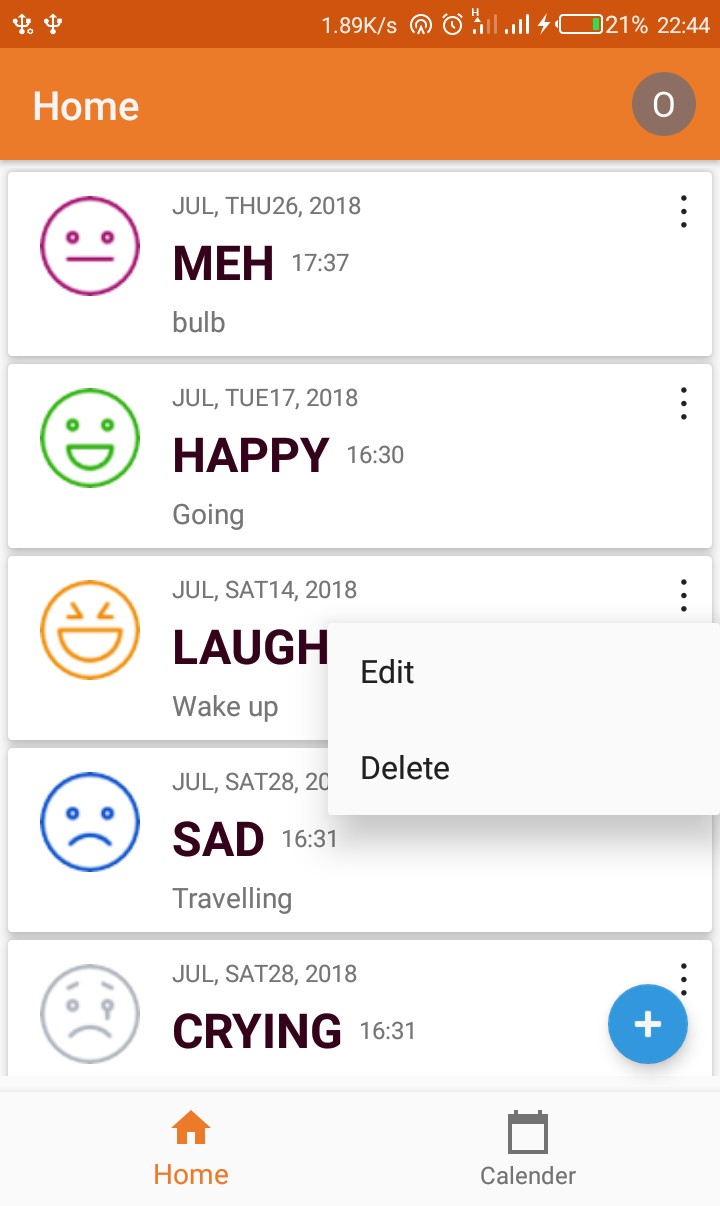 1.89K/s H 21% 22:44
Home O
JUL, THU26, 2018
MEH 17:37
bulb
JUL, TUE17, 2018
HAPPY 16:30
Going
JUL, SAT14, 2018
LAUGH
Edit
Wake up
Delete
JUL, SAT28, 20
SAD 16:31
Travelling
JUL, SAT28, 2018
CRYING 16:31
Home
Calender